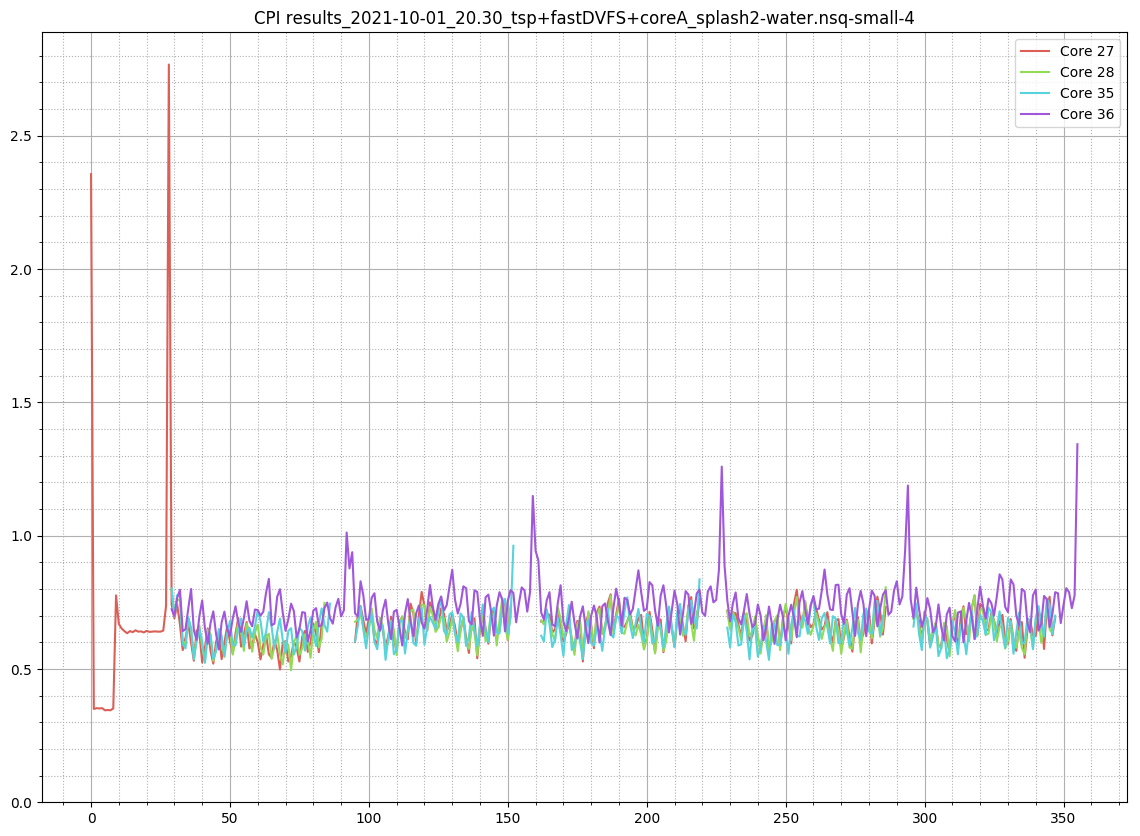 CPI results_2021-10-01_20.30_tsp+fastDVFS+coreA_splash2-water.nsq-small-4
Core 27
Core 28
Core 35
Core 36
2.5
2.0
1.5
1.0
0.5
0.0
0 50 100 150 200 250 300 350